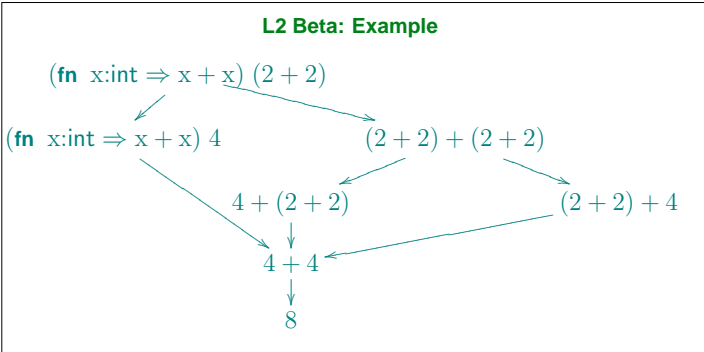 L2 Beta: Example
(fn x:int ⇒ x + x) (2 + 2)
(fn x:int ⇒ x + x) 4 (2 + 2) + (2 + 2)
4 + (2 + 2) (2 + 2) + 4
4 + 4
8